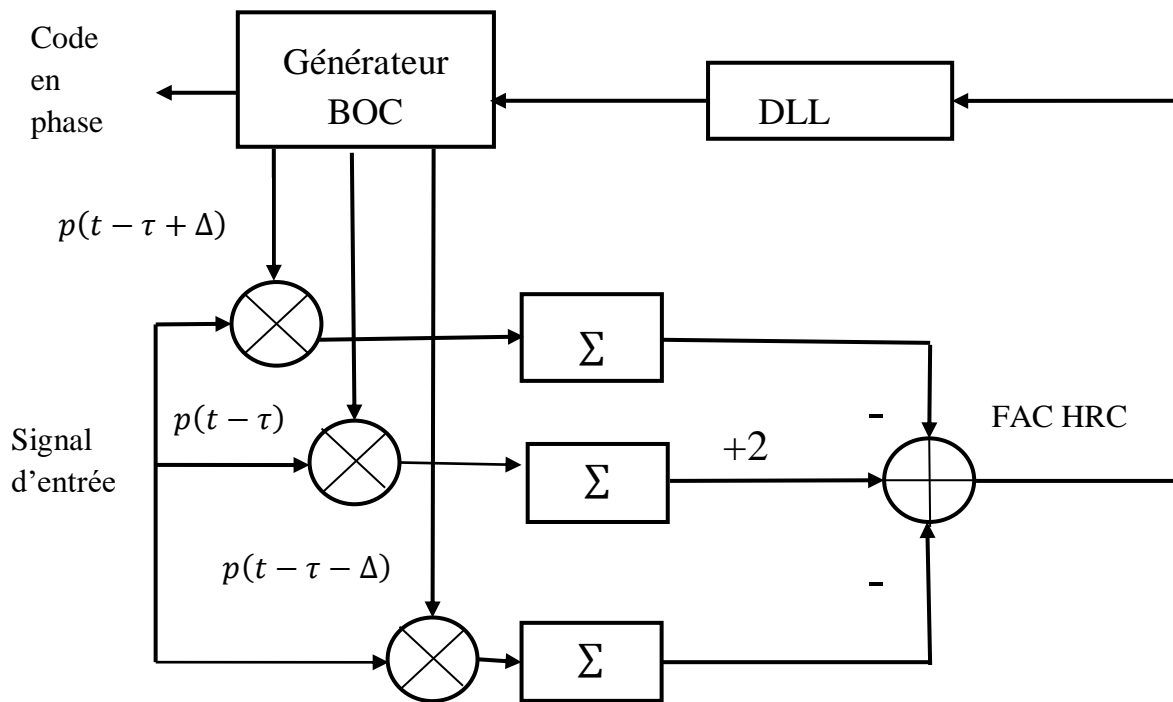 Code
en
phase
Générateur
BOC
DLL
p(t − τ + Δ)
Σ
p(t − τ)
-
FAC HRC
Signal
d’entrée
+2
Σ
p(t − τ − Δ)
-
Σ